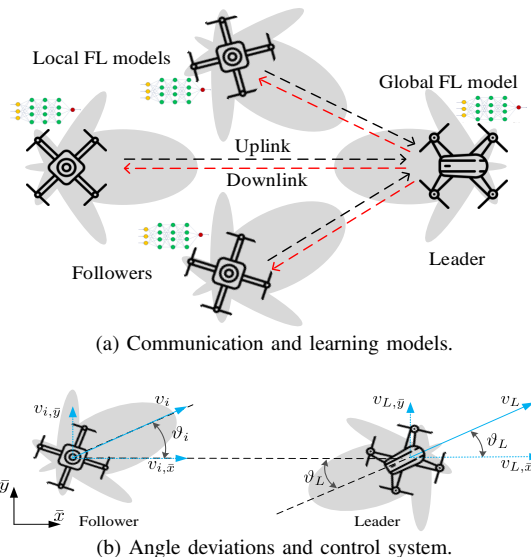 Local FL models
Global FL model
Uplink
Downlink
Followers
Leader
(a) Communication and learning models.
v_{i,ȳ}
v_i
ϑ_i
v_{i,x̄}
v_{L,ȳ}
v_L
ϑ_L
v_{L,x̄}
ϑ_L
ȳ
x̄
Follower
Leader
(b) Angle deviations and control system.